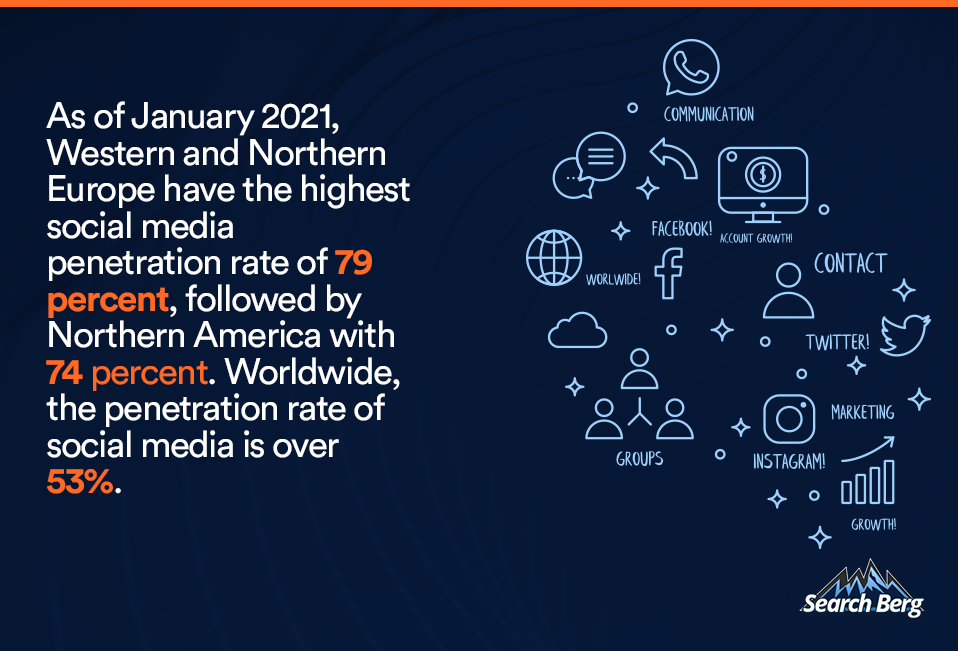 As of January 2021,
Western and Northern
Europe have the highest
social media
penetration rate of 79
percent, followed by
Northern America with
74 percent. Worldwide,
the penetration rate of
social media is over
53%.
COMMUNICATION
FACEBOOK!
ACCOUNT GROWTH!
WORLWIDE!
CONTACT
TWITTER!
MARKETING
GROUPS
INSTAGRAM!
GROWTH!
Search Berg